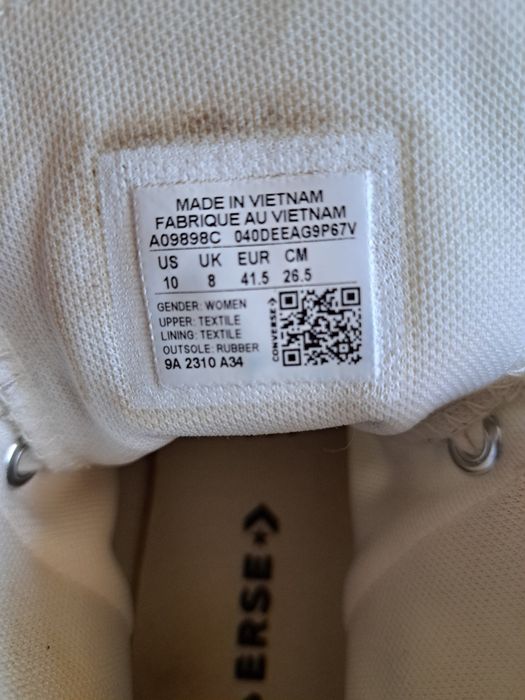 MADE IN VIETNAM
FABRIQUE AU VIETNAM
A09898C 040DEEAG9P67V
US UK EUR CM
10 8 41.5 26.5
GENDER: WOMEN
UPPER: TEXTILE
LINING: TEXTILE
OUTSOLE: RUBBER
9A 2310 A34
CONVERSE
ERSE